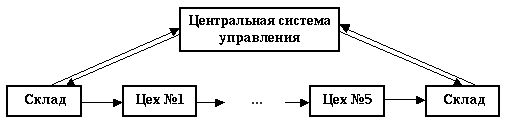 Центральная система
управления
Склад
Цех №1
...
Цех №5
Склад